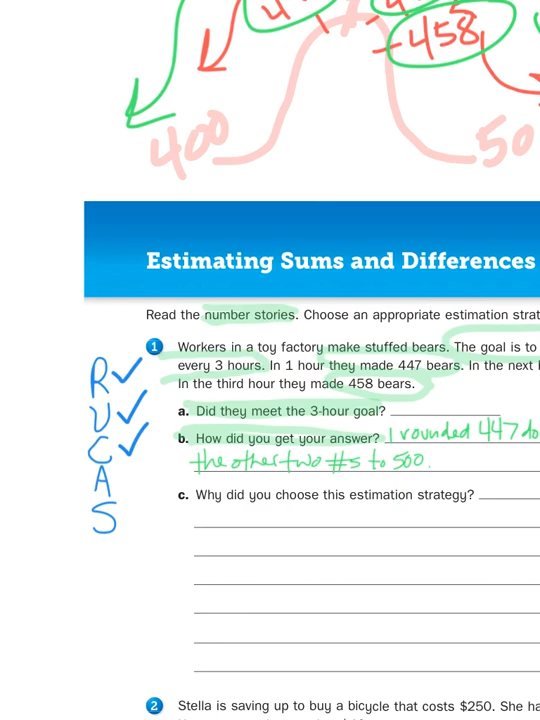 458
400
50
Estimating Sums and Differences
Read the number stories. Choose an appropriate estimation strat
1 Workers in a toy factory make stuffed bears. The goal is to
every 3 hours. In 1 hour they made 447 bears. In the next
In the third hour they made 458 bears.
a. Did they meet the 3-hour goal?
b. How did you get your answer? I rounded 447 do
the other two #s to 500.
c. Why did you choose this estimation strategy?
R✓
U✓
C✓
A
S
2 Stella is saving up to buy a bicycle that costs $250. She ha